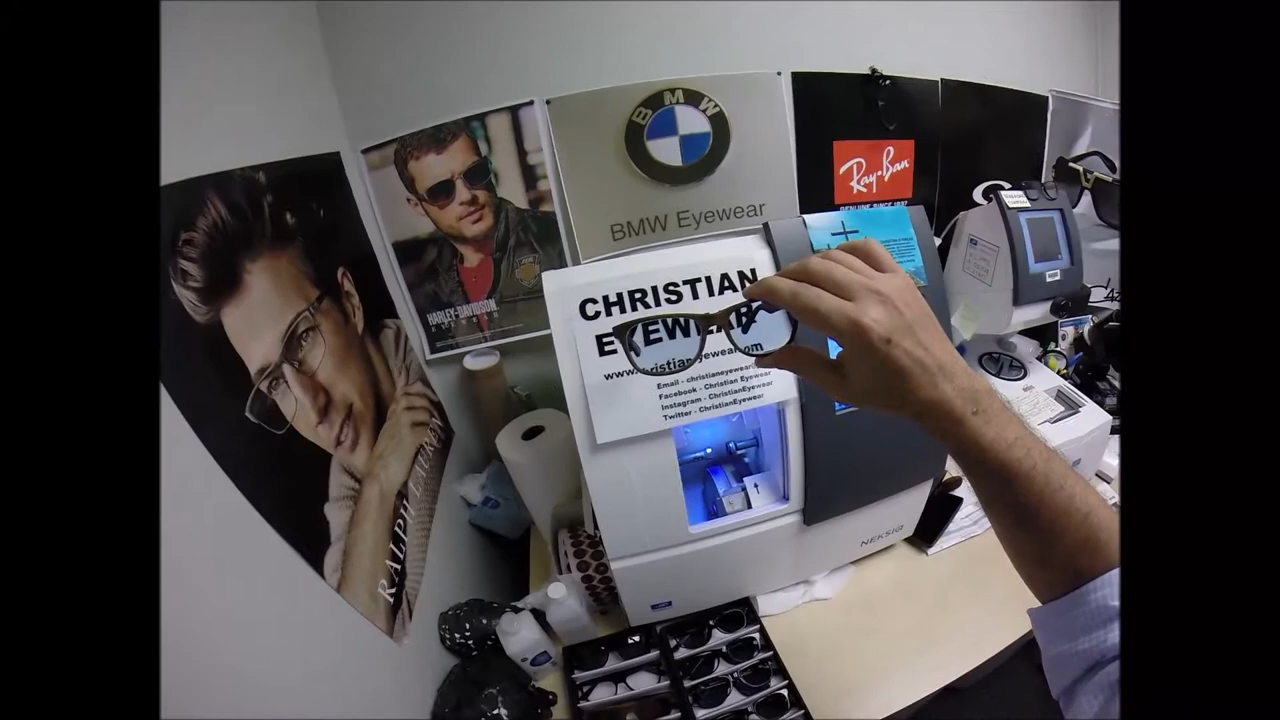 RALPH LAUREN
HARLEY-DAVIDSON
BMW
BMW Eyewear
Ray-Ban
GENUINE SINCE 1937
CHRISTIAN
EYEWEAR
www.christianeyewear.com
Email - christianeyewear@
Facebook - Christian Eyewear
Instagram - ChristianEyewear
Twitter - ChristianEyewear
NEKSIA